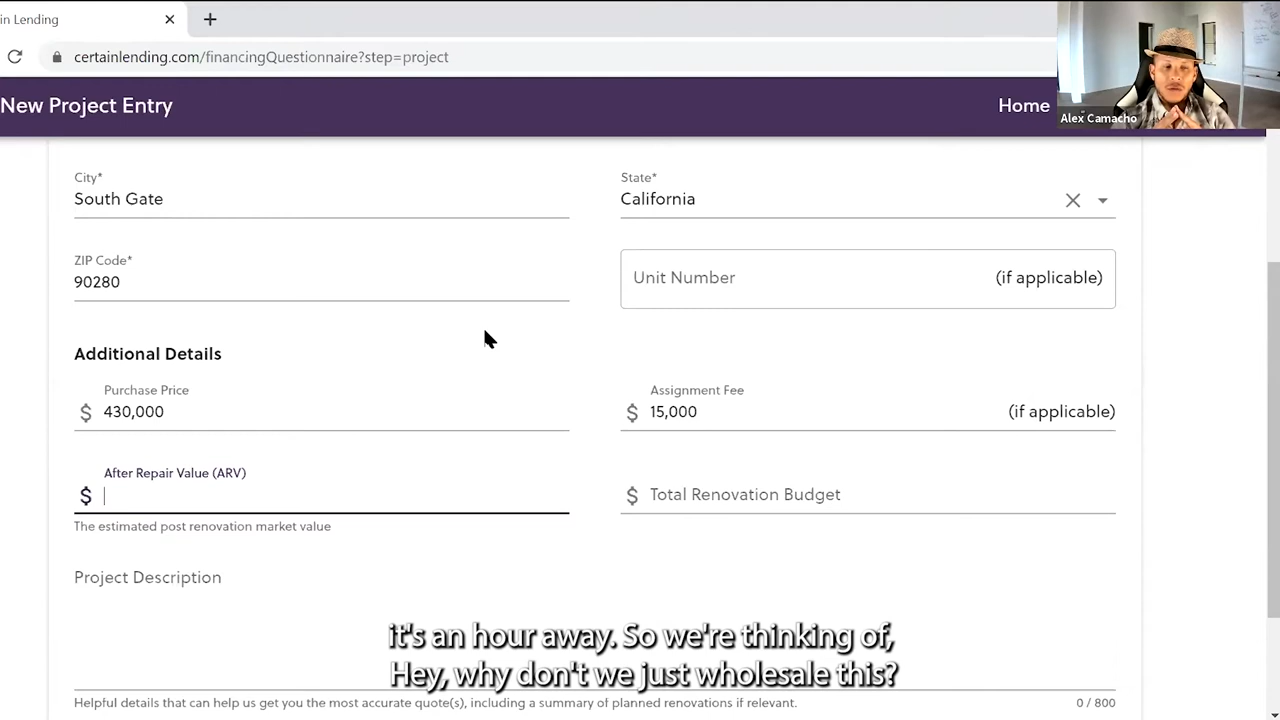 in Lending
certainlending.com/financingQuestionnaire?step=project
New Project Entry
Home
Alex Camacho
City*
State*
South Gate
California
ZIP Code*
90280
Unit Number
(if applicable)
Additional Details
Purchase Price
Assignment Fee
$ 430,000
$ 15,000
(if applicable)
After Repair Value (ARV)
$
$ Total Renovation Budget
The estimated post renovation market value
Project Description
it's an hour away. So we're thinking of,
Hey, why don't we just wholesale this?
Helpful details that can help us get you the most accurate quote(s), including a summary of planned renovations if relevant.
0 / 800